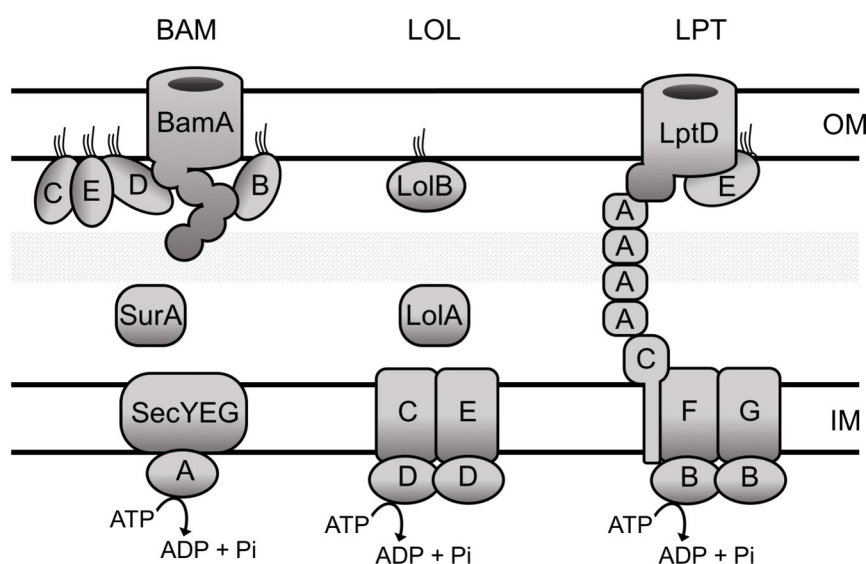 BAM LOL LPT
OM
BamA LptD
C E D B LolB E
A
A
A
A
SurA LolA
C
SecYEG C E F G IM
A D D B B
ATP ATP ATP
ADP + Pi ADP + Pi ADP + Pi